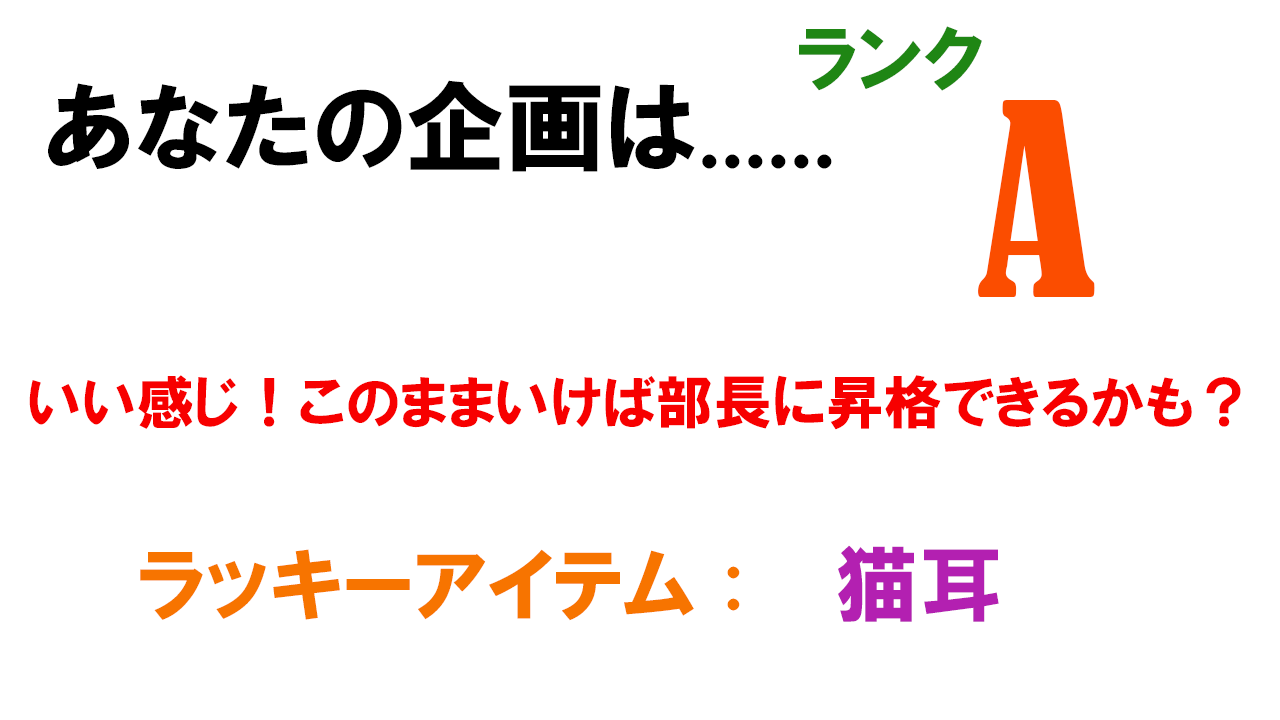 あなたの企画は......
ランク
A
いい感じ！このままいけば部長に昇格できるかも？
ラッキーアイテム：　猫耳